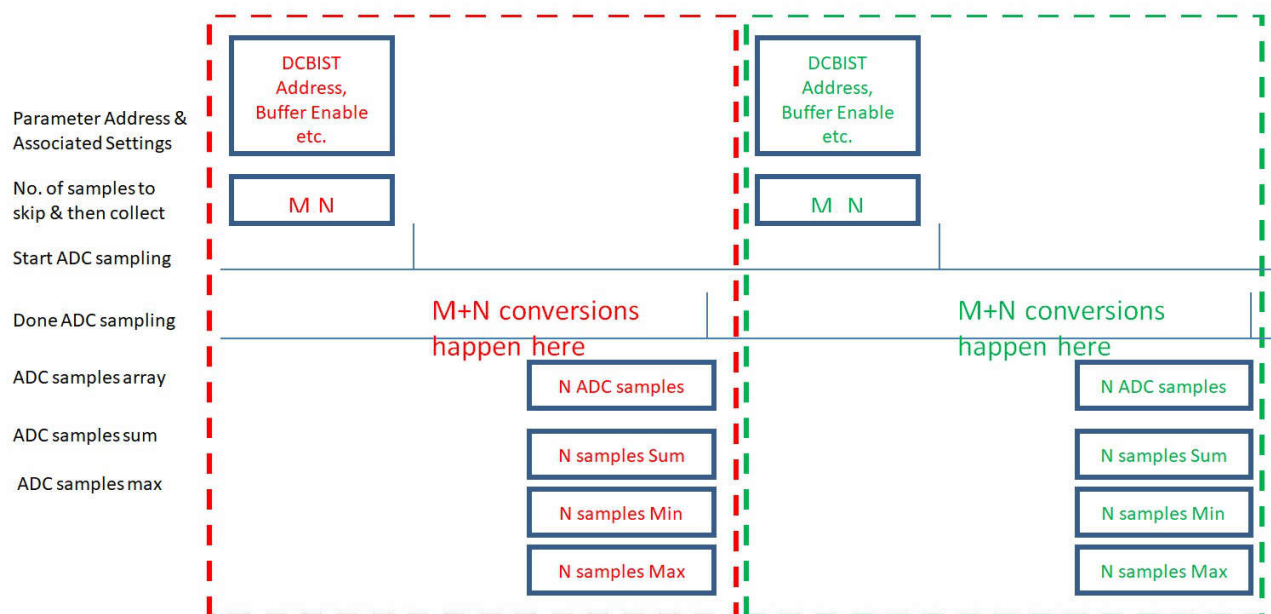 DCBIST
Address,
Buffer Enable
etc.
DCBIST
Address,
Buffer Enable
etc.
Parameter Address &
Associated Settings
No. of samples to
skip & then collect
M N
M N
Start ADC sampling
Done ADC sampling
M+N conversions
happen here
M+N conversions
happen here
ADC samples array
N ADC samples
N ADC samples
ADC samples sum
N samples Sum
N samples Sum
ADC samples max
N samples Min
N samples Min
N samples Max
N samples Max